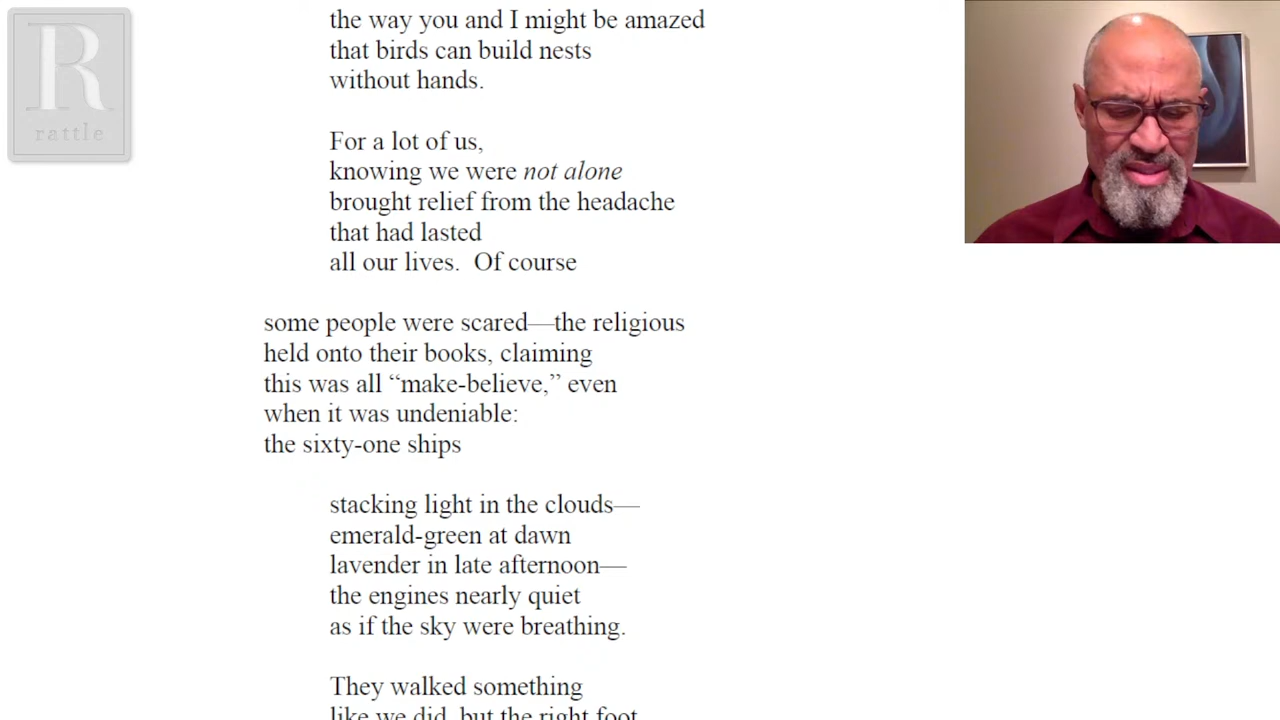 R
rattle
the way you and I might be amazed
that birds can build nests
without hands.
For a lot of us,
knowing we were not alone
brought relief from the headache
that had lasted
all our lives.  Of course
some people were scared—the religious
held onto their books, claiming
this was all “make-believe,” even
when it was undeniable:
the sixty-one ships
stacking light in the clouds—
emerald-green at dawn
lavender in late afternoon—
the engines nearly quiet
as if the sky were breathing.
They walked something
like we did, but the right foot